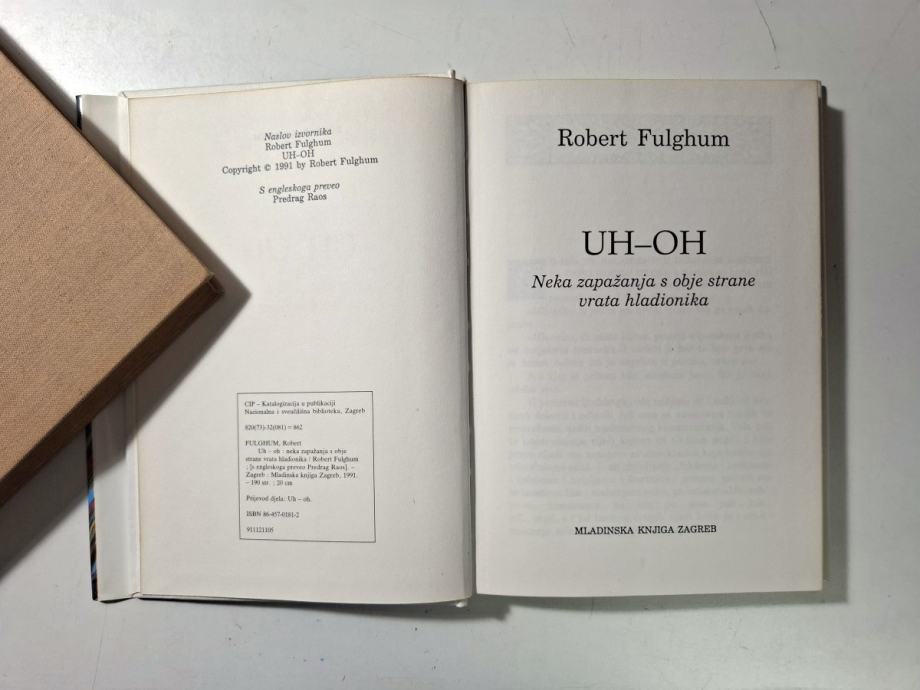 Naslov izvornika
Robert Fulghum
UH-OH
Copyright © 1991 by Robert Fulghum
S engleskoga preveo
Predrag Raos
CIP – Katalogizacija u publikaciji
Nacionalna i sveučilišna biblioteka, Zagreb
820(73)-32(081) = 862
FULGHUM, Robert
Uh – oh : neka zapažanja s obje
strane vrata hladionika / Robert Fulghum
; [s engleskoga preveo Predrag Raos]. –
Zagreb : Mladinska knjiga Zagreb, 1991.
– 190 str. ; 20 cm
Prijevod djela: Uh – oh.
ISBN 86-457-0181-2
911121105
Robert Fulghum
UH–OH
Neka zapažanja s obje strane
vrata hladionika
MLADINSKA KNJIGA ZAGREB